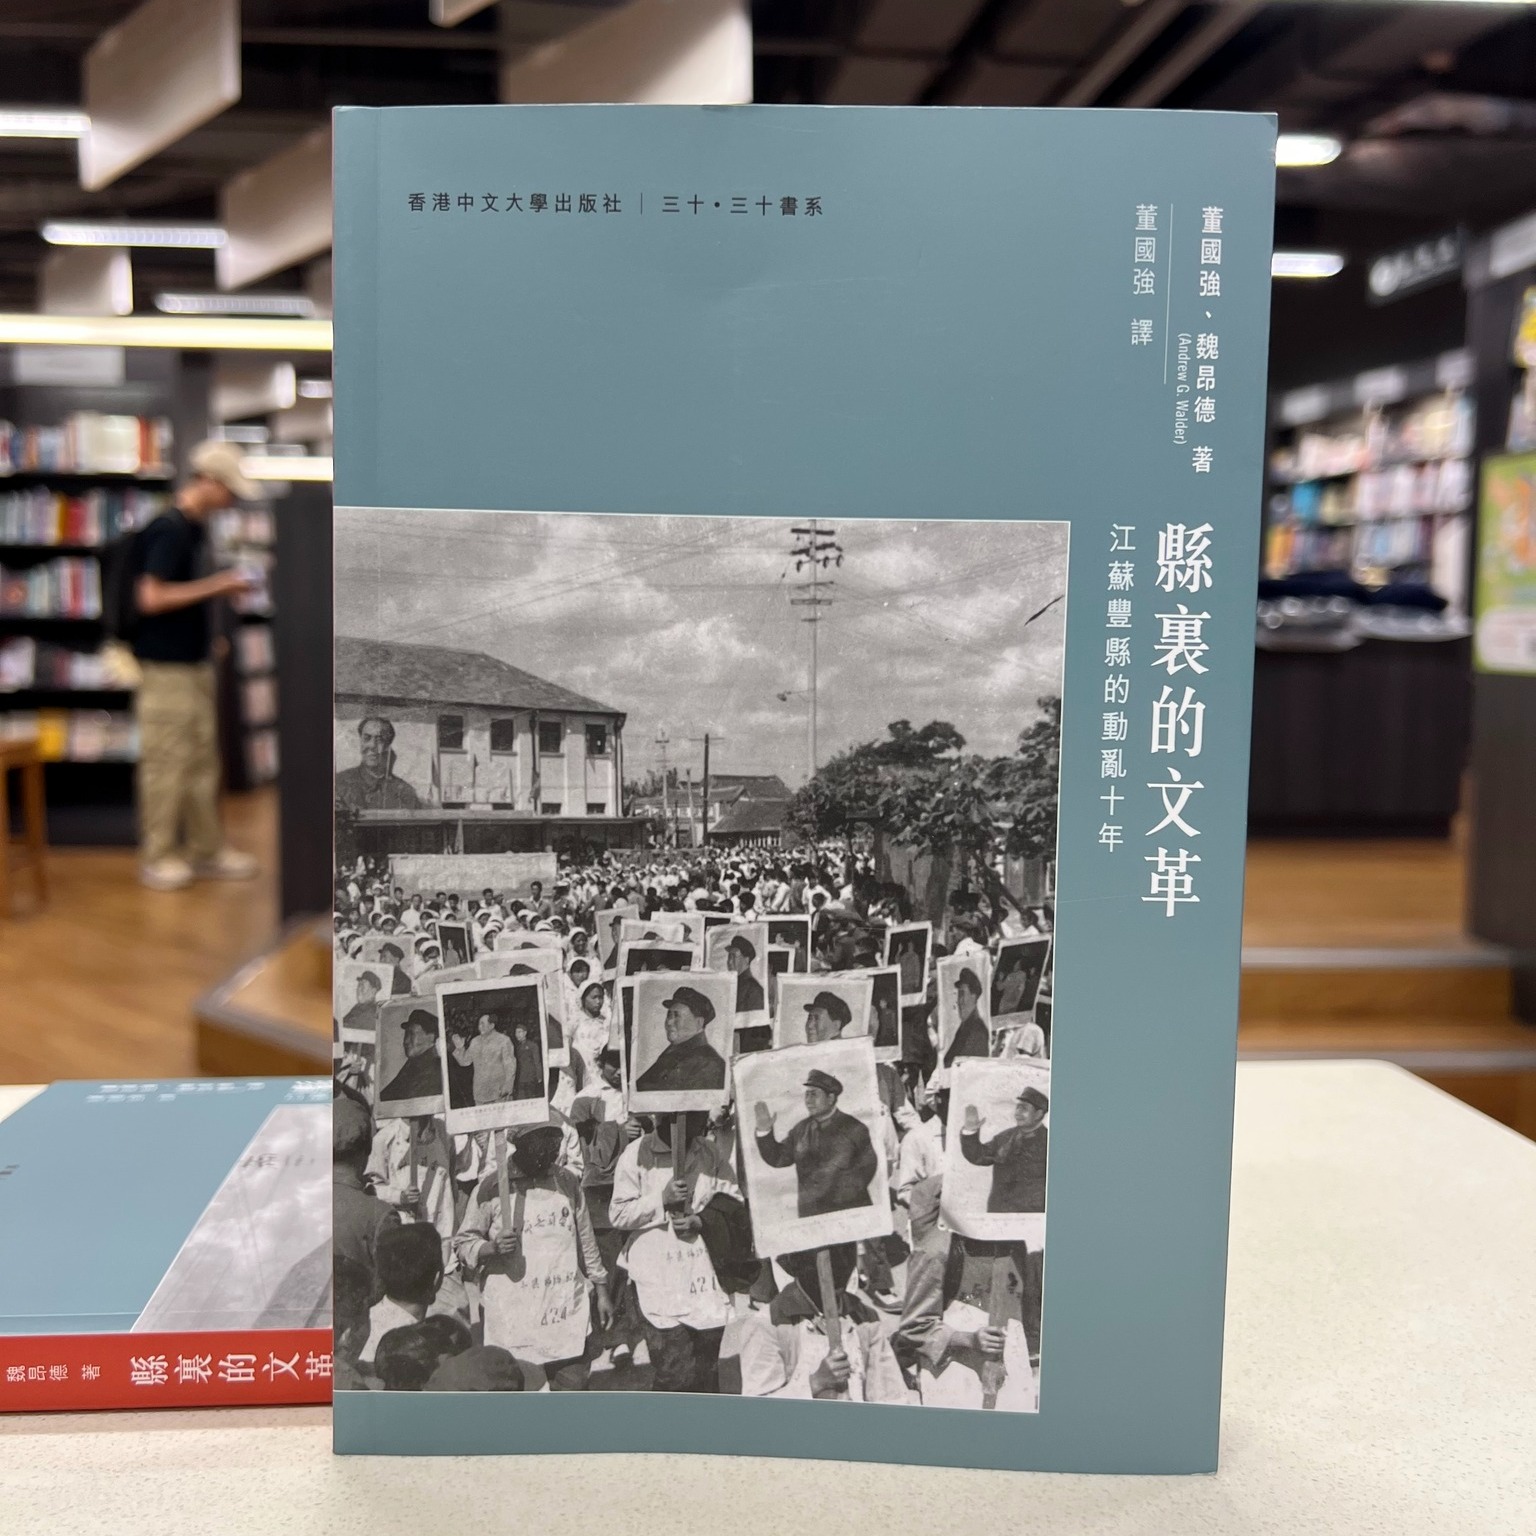 香港中文大學出版社｜三十・三十書系
董國強、魏昂德 著
(Andrew G. Walder)
董國強 譯
縣裏的文革
江蘇豐縣的動亂十年
424
421
魏昂德 著 縣裏的文革